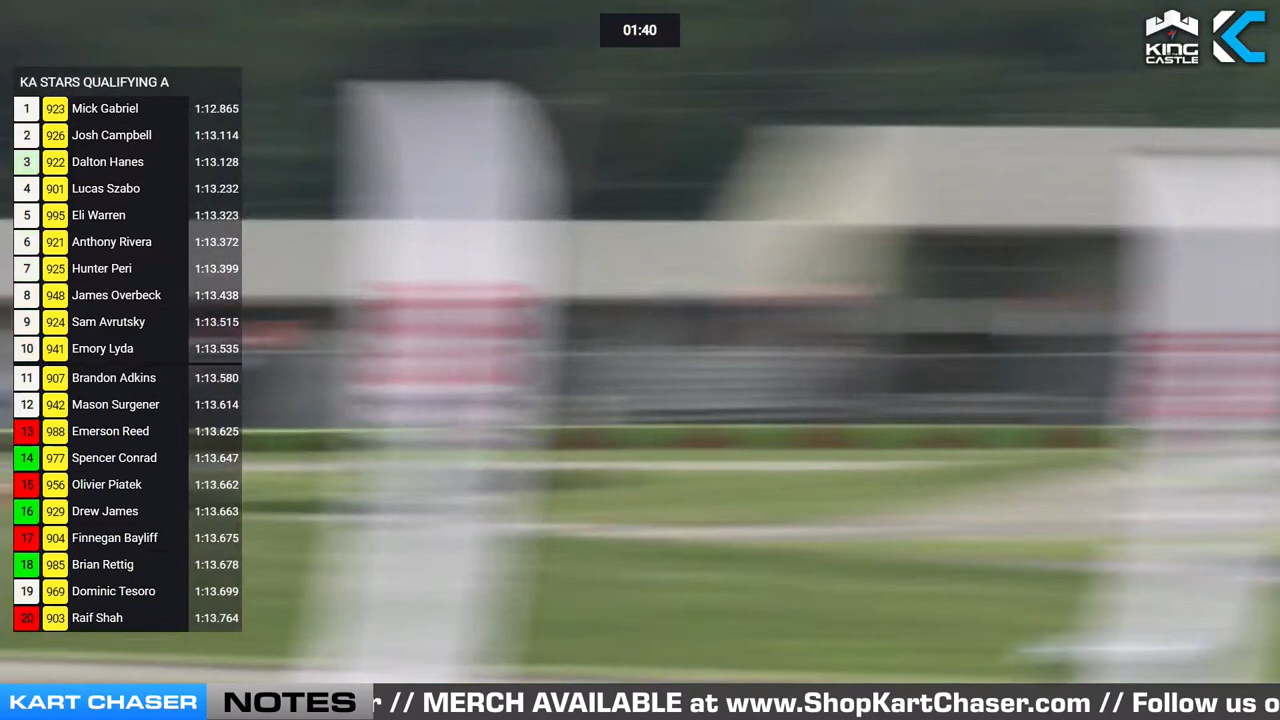 01:40
KING
CASTLE
KC
KA STARS QUALIFYING A
1 923 Mick Gabriel 1:12.865
2 926 Josh Campbell 1:13.114
3 922 Dalton Hanes 1:13.128
4 901 Lucas Szabo 1:13.232
5 995 Eli Warren 1:13.323
6 921 Anthony Rivera 1:13.372
7 925 Hunter Peri 1:13.399
8 948 James Overbeck 1:13.438
9 924 Sam Avrutsky 1:13.515
10 941 Emory Lyda 1:13.535
11 907 Brandon Adkins 1:13.580
12 942 Mason Surgener 1:13.614
13 988 Emerson Reed 1:13.625
14 977 Spencer Conrad 1:13.647
15 956 Olivier Piatek 1:13.662
16 929 Drew James 1:13.663
17 904 Finnegan Bayliff 1:13.675
18 985 Brian Rettig 1:13.678
19 969 Dominic Tesoro 1:13.699
20 903 Raif Shah 1:13.764
KART CHASER NOTES // MERCH AVAILABLE at www.ShopKartChaser.com // Follow us o